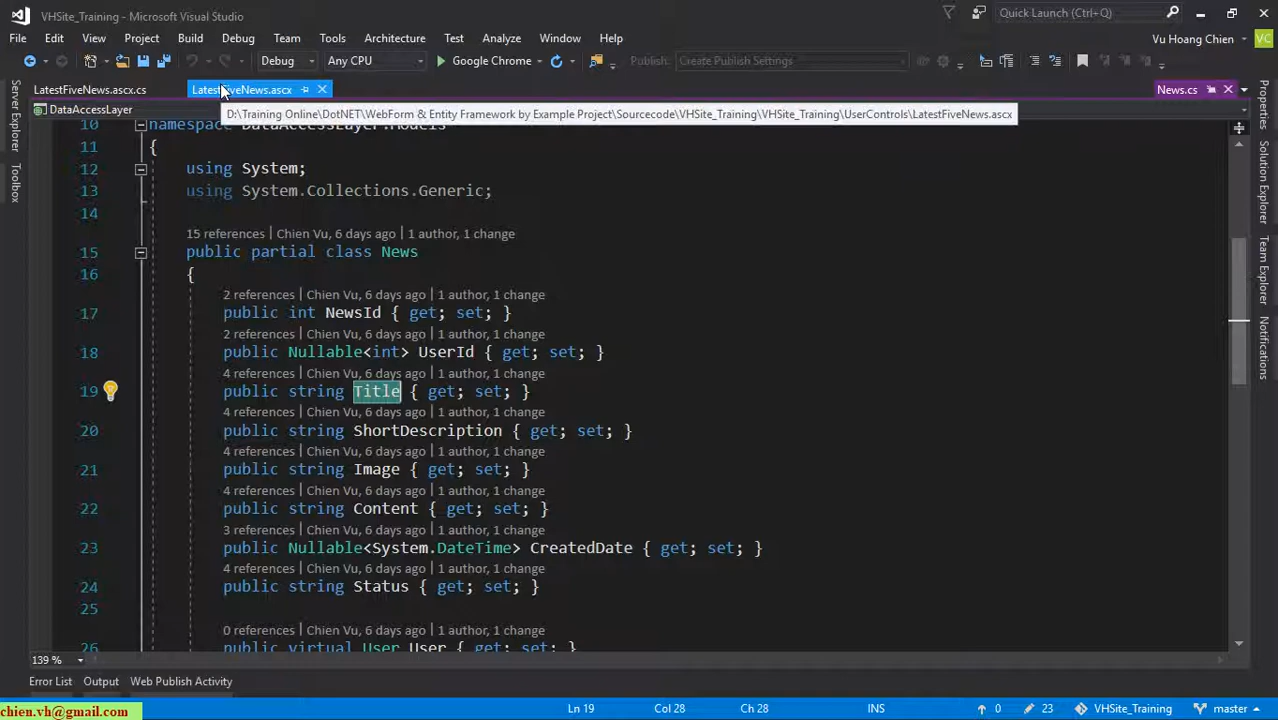 VHSite_Training - Microsoft Visual Studio
Quick Launch (Ctrl+Q)
File Edit View Project Build Debug Team Tools Architecture Test Analyze Window Help
Vu Hoang Chien VC
Debug Any CPU Google Chrome Publish: Create Publish Settings
LatestFiveNews.ascx.cs LatestFiveNews.ascx News.cs
DataAccessLayer
D:\Training Online\DotNET\WebForm & Entity Framework by Example Project\Sourcecode\VHSite_Training\VHSite_Training\UserControls\LatestFiveNews.ascx
Server Explorer
Toolbox
Properties
Solution Explorer
Team Explorer
Notifications
10 namespace DataAccessLayer.Models
11 {
12 using System;
13 using System.Collections.Generic;
14
15 references | Chien Vu, 6 days ago | 1 author, 1 change
15 public partial class News
16 {
2 references | Chien Vu, 6 days ago | 1 author, 1 change
17 public int NewsId { get; set; }
2 references | Chien Vu, 6 days ago | 1 author, 1 change
18 public Nullable<int> UserId { get; set; }
4 references | Chien Vu, 6 days ago | 1 author, 1 change
19 public string Title { get; set; }
4 references | Chien Vu, 6 days ago | 1 author, 1 change
20 public string ShortDescription { get; set; }
4 references | Chien Vu, 6 days ago | 1 author, 1 change
21 public string Image { get; set; }
4 references | Chien Vu, 6 days ago | 1 author, 1 change
22 public string Content { get; set; }
3 references | Chien Vu, 6 days ago | 1 author, 1 change
23 public Nullable<System.DateTime> CreatedDate { get; set; }
4 references | Chien Vu, 6 days ago | 1 author, 1 change
24 public string Status { get; set; }
25
0 references | Chien Vu, 6 days ago | 1 author, 1 change
26 public virtual User User { get; set; }
139 %
Error List Output Web Publish Activity
chien.vh@gmail.com Ln 19 Col 28 Ch 28 INS 0 23 VHSite_Training master